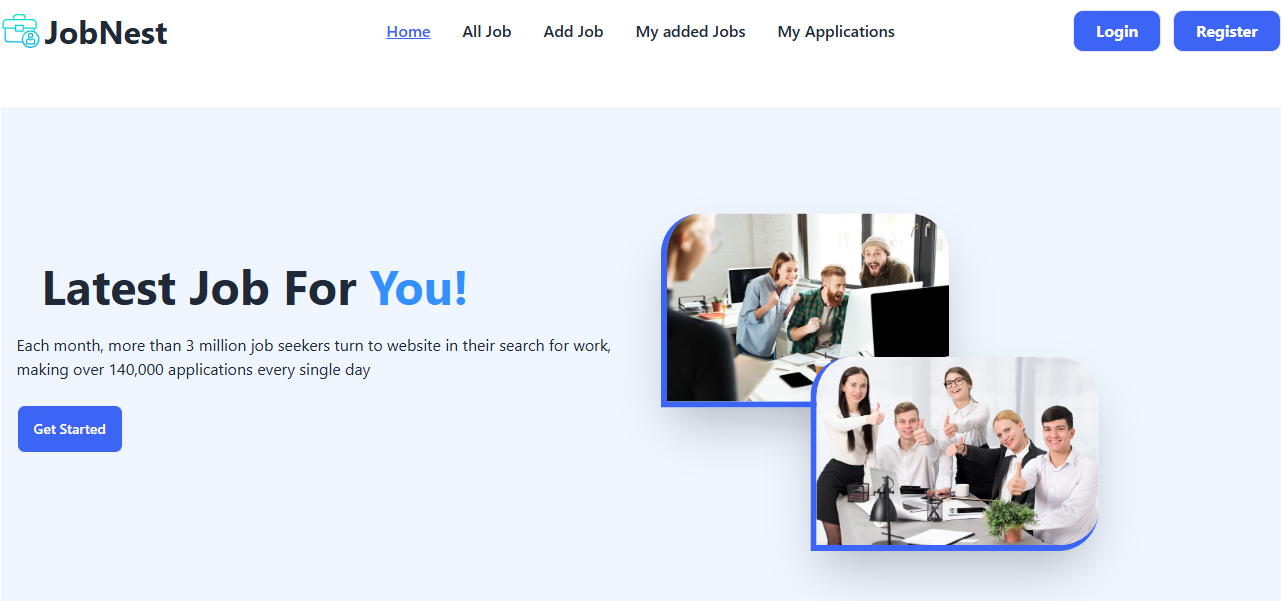 JobNest
Home
All Job
Add Job
My added Jobs
My Applications
Login
Register
Latest Job For You!
Each month, more than 3 million job seekers turn to website in their search for work,
making over 140,000 applications every single day
Get Started